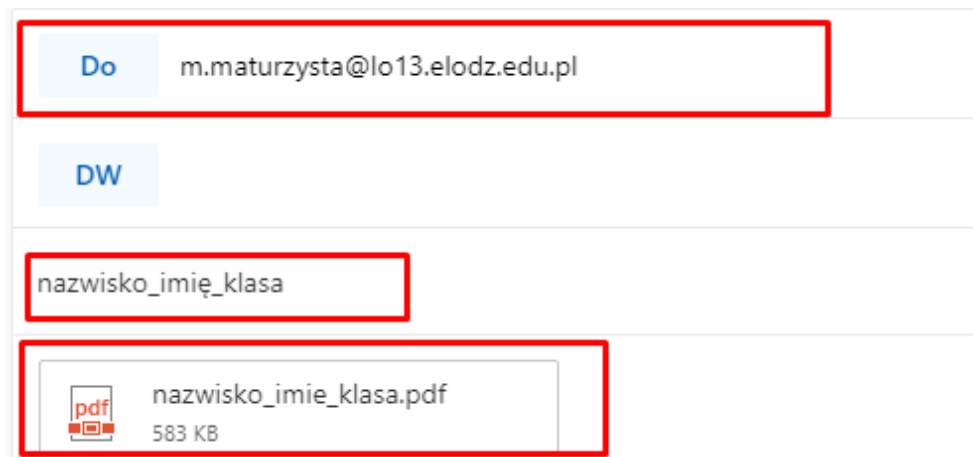 Do m.maturzysta@lo13.elodz.edu.pl
DW
nazwisko_imię_klasa
pdf nazwisko_imie_klasa.pdf
583 KB